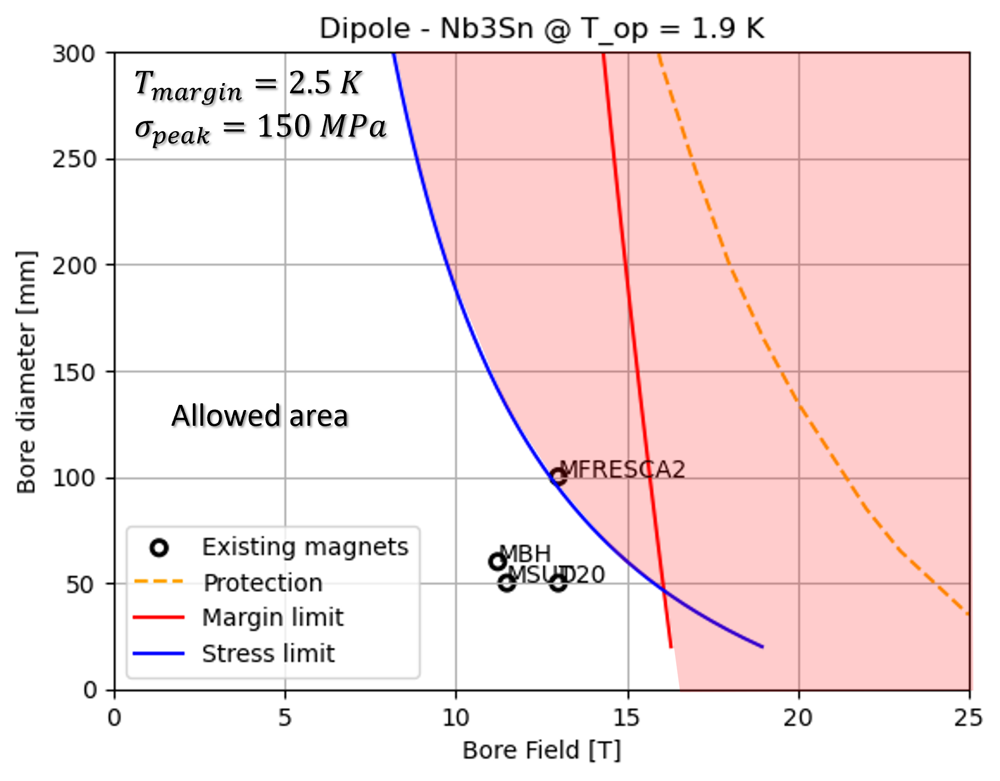 Dipole - Nb3Sn @ T_op = 1.9 K
300
250
200
150
100
50
0
Bore diameter [mm]
T_margin = 2.5 K
σ_peak = 150 MPa
Allowed area
MFRESCA2
MBH
MSUT
D20
Existing magnets
Protection
Margin limit
Stress limit
0 5 10 15 20 25
Bore Field [T]